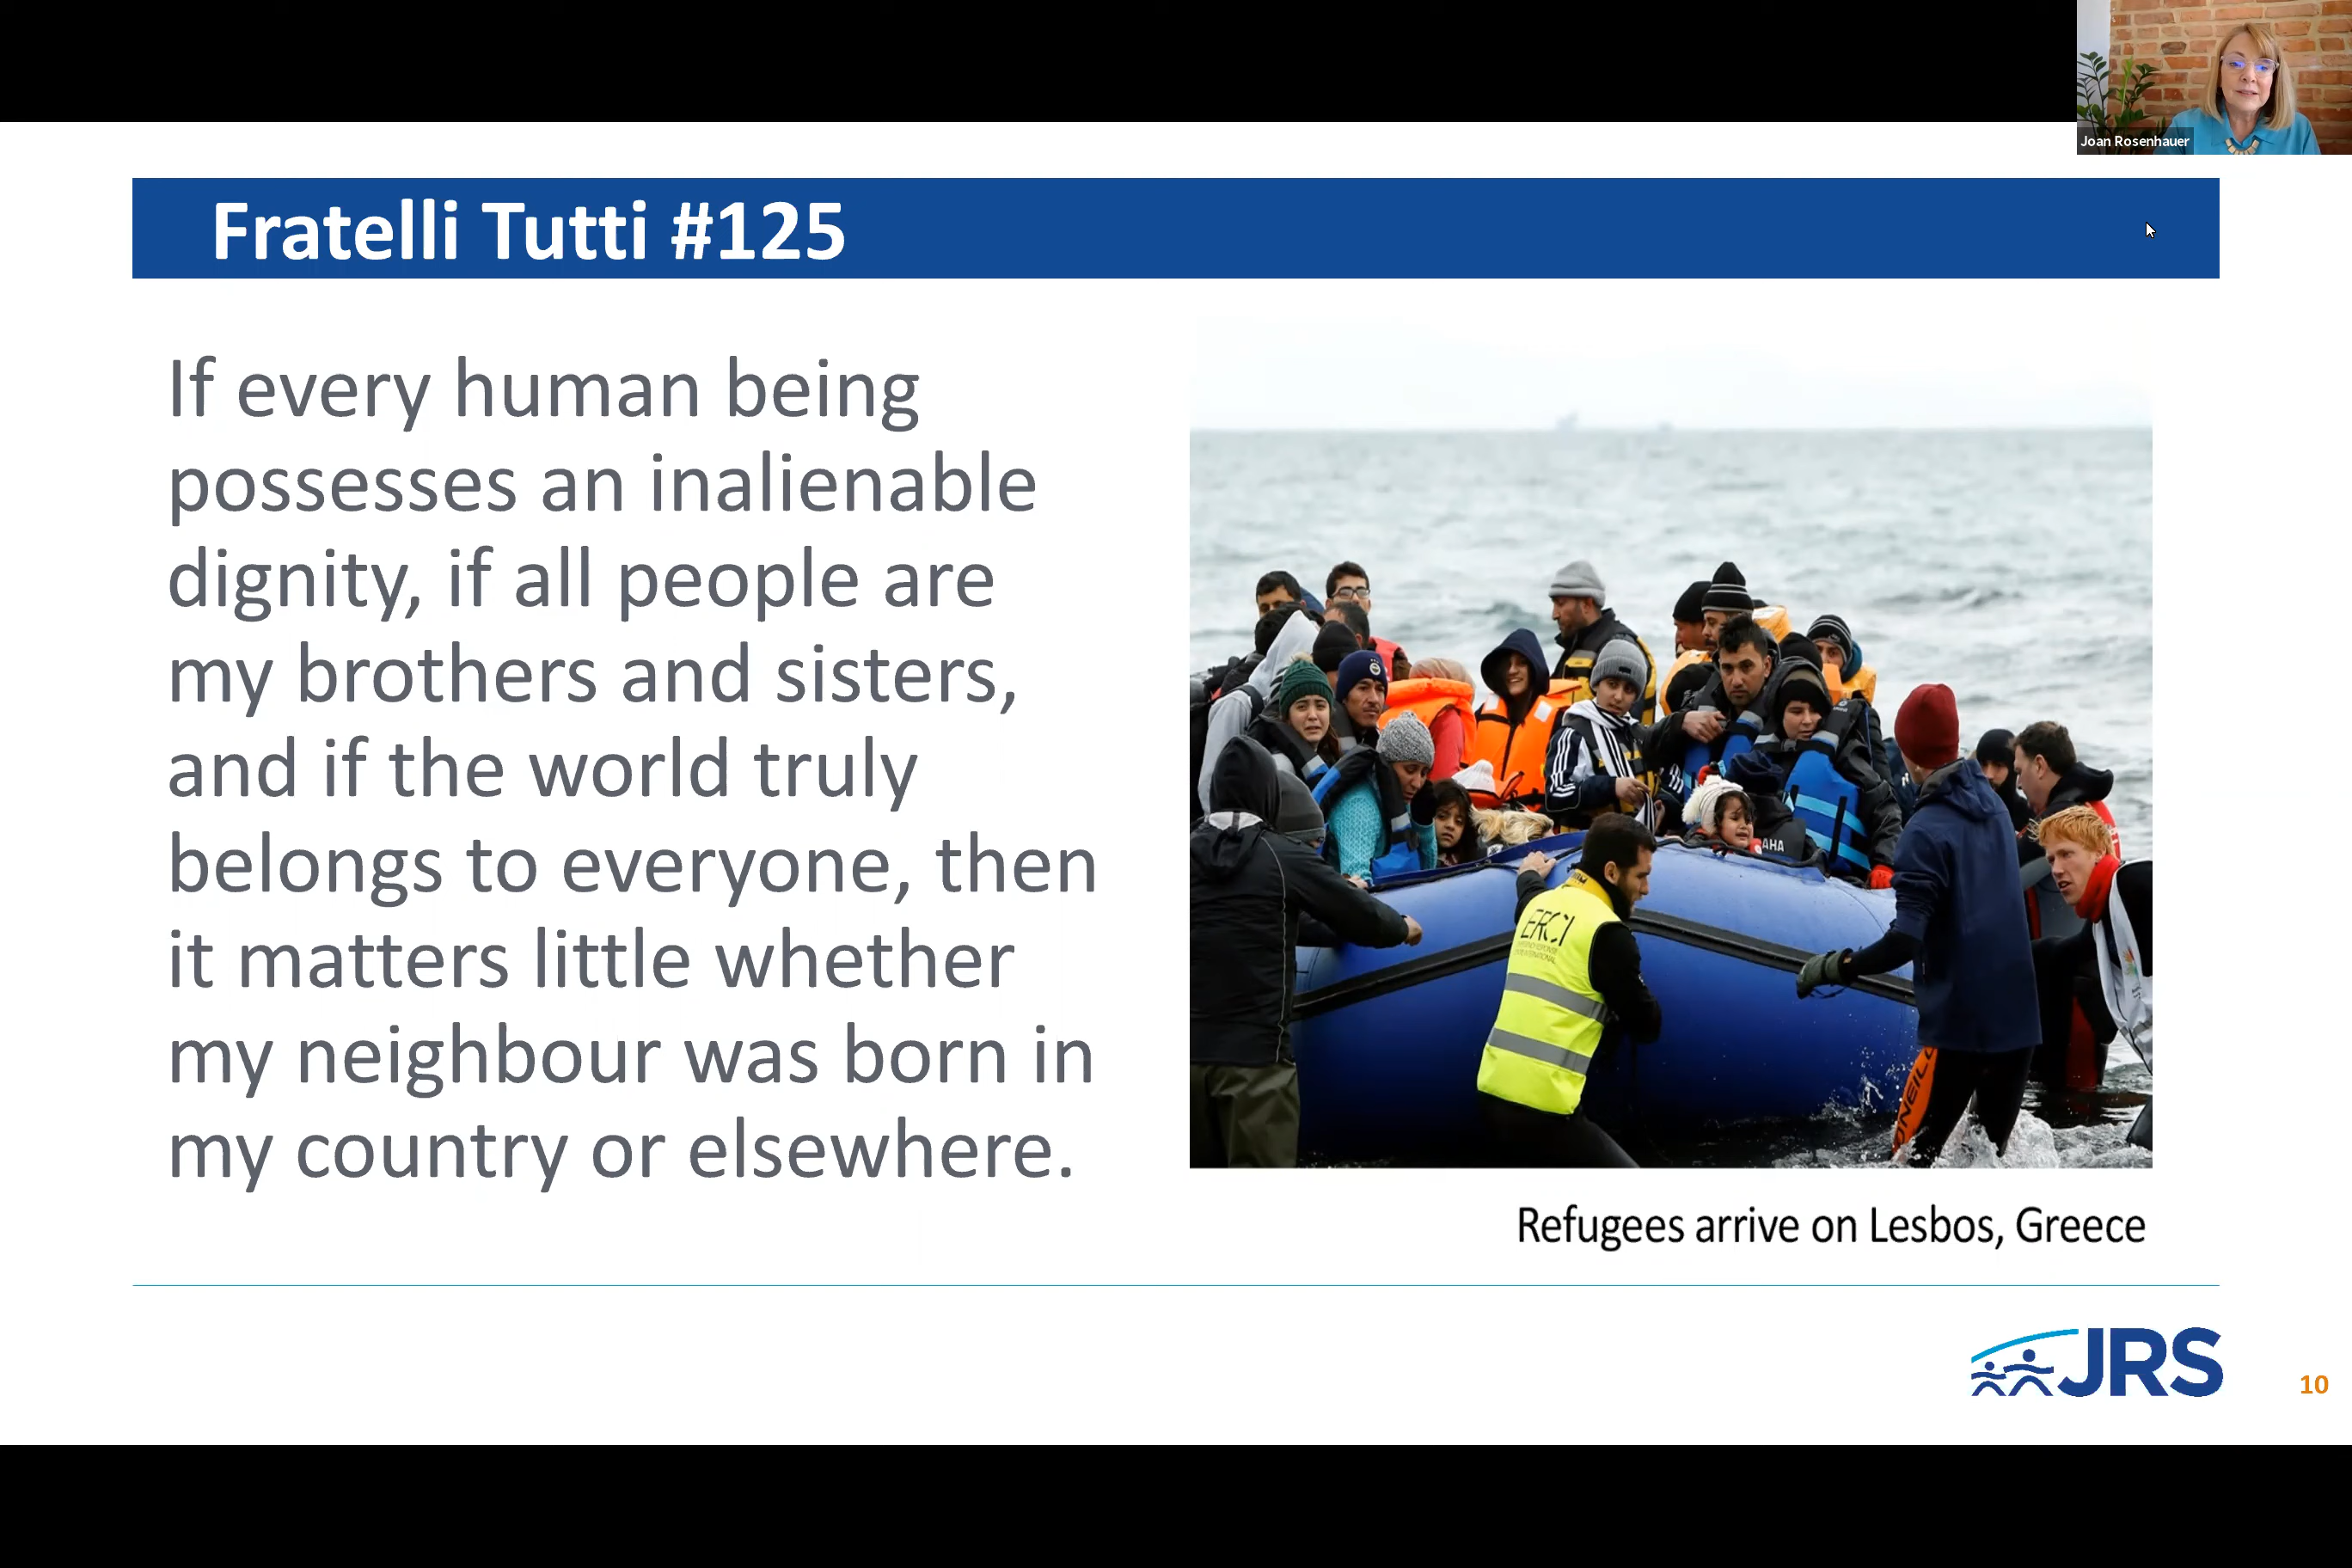 Joan Rosenhauer
Fratelli Tutti #125
If every human being
possesses an inalienable
dignity, if all people are
my brothers and sisters,
and if the world truly
belongs to everyone, then
it matters little whether
my neighbour was born in
my country or elsewhere.
AHA
ERCI
O'NEILL
Refugees arrive on Lesbos, Greece
JRS
10